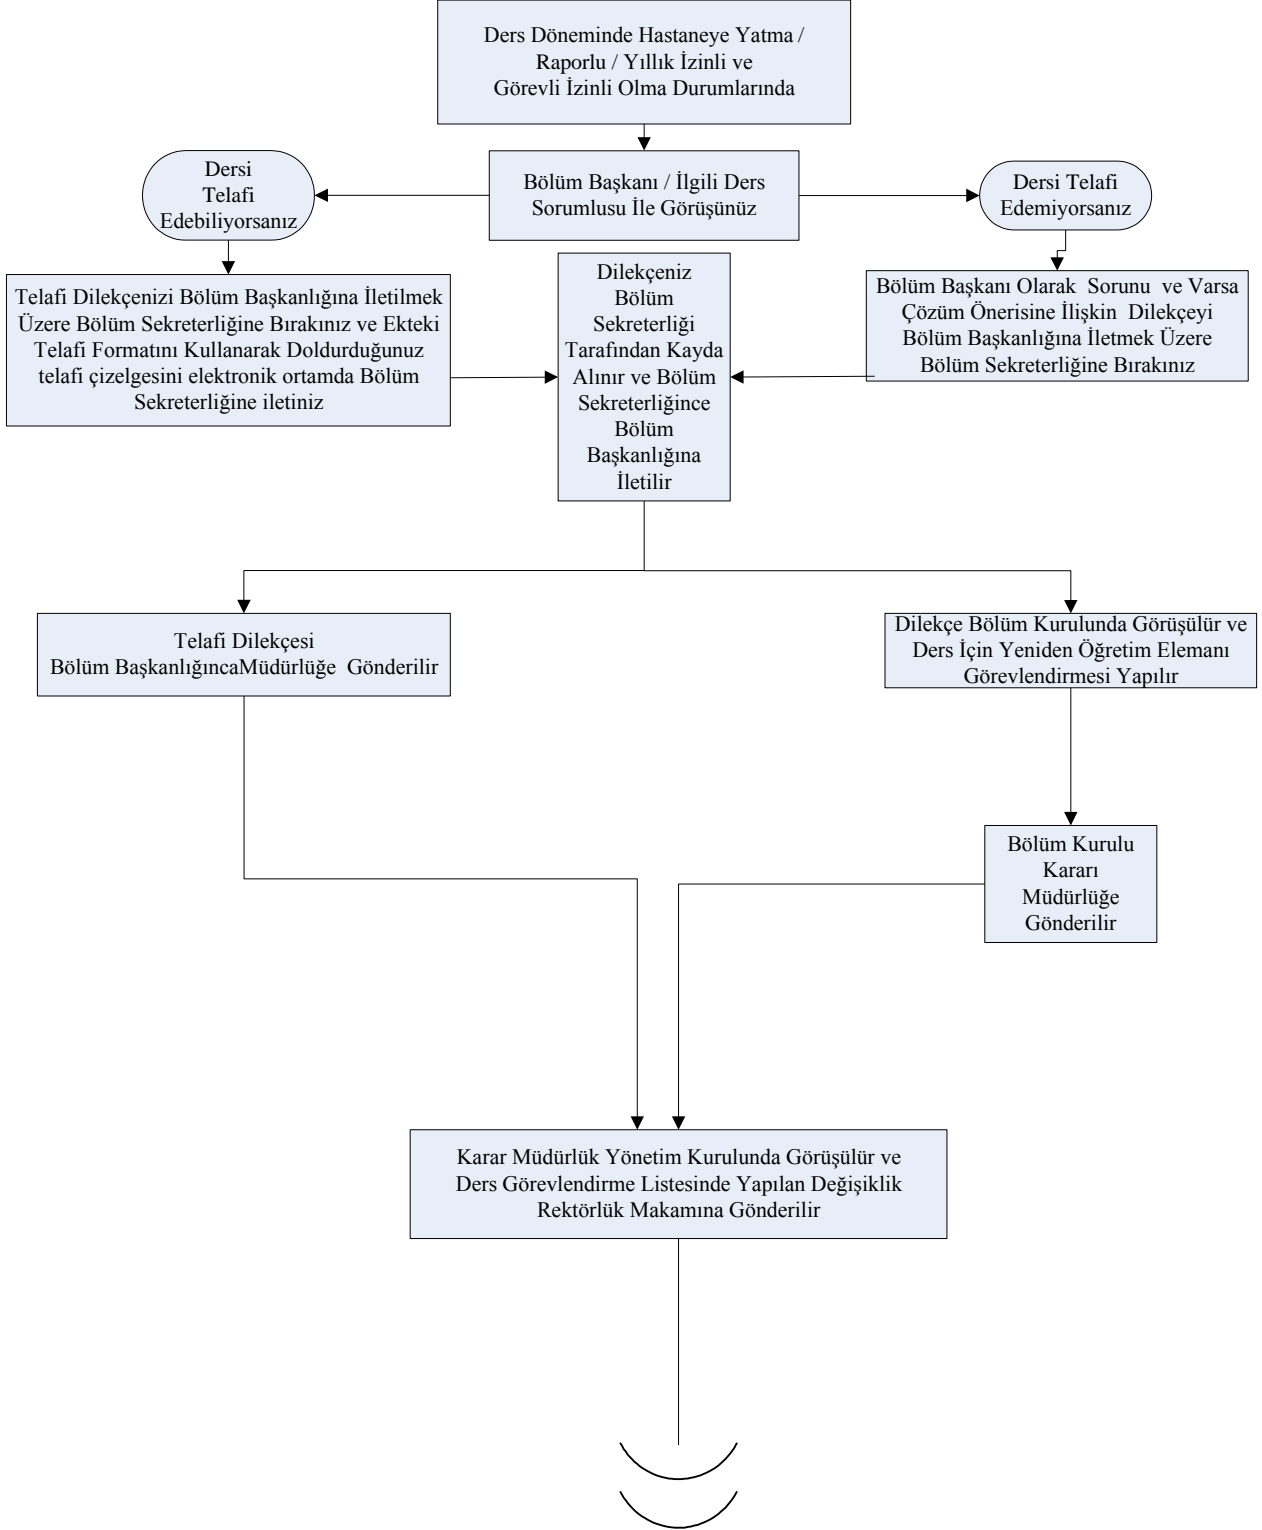 Ders Döneminde Hastaneye Yatma /
Raporlu / Yıllık İzinli ve
Görevli İzinli Olma Durumlarında
Dersi
Telafi
Edebiliyorsanız
Bölüm Başkanı / İlgili Ders
Sorumlusu İle Görüşünüz
Dersi Telafi
Edemiyorsanız
Telafi Dilekçenizi Bölüm Başkanlığına İletilmek
Üzere Bölüm Sekreterliğine Bırakınız ve Ekteki
Telafi Formatını Kullanarak Doldurduğunuz
telafi çizelgesini elektronik ortamda Bölüm
Sekreterliğine iletiniz
Dilekçeniz
Bölüm
Sekreterliği
Tarafından Kayda
Alınır ve Bölüm
Sekreterliğince
Bölüm
Başkanlığına
İletilir
Bölüm Başkanı Olarak Sorunu ve Varsa
Çözüm Önerisine İlişkin Dilekçeyi
Bölüm Başkanlığına İletmek Üzere
Bölüm Sekreterliğine Bırakınız
Telafi Dilekçesi
Bölüm BaşkanlığıncaMüdürlüğe Gönderilir
Dilekçe Bölüm Kurulunda Görüşülür ve
Ders İçin Yeniden Öğretim Elemanı
Görevlendirmesi Yapılır
Bölüm Kurulu
Kararı
Müdürlüğe
Gönderilir
Karar Müdürlük Yönetim Kurulunda Görüşülür ve
Ders Görevlendirme Listesinde Yapılan Değişiklik
Rektörlük Makamına Gönderilir